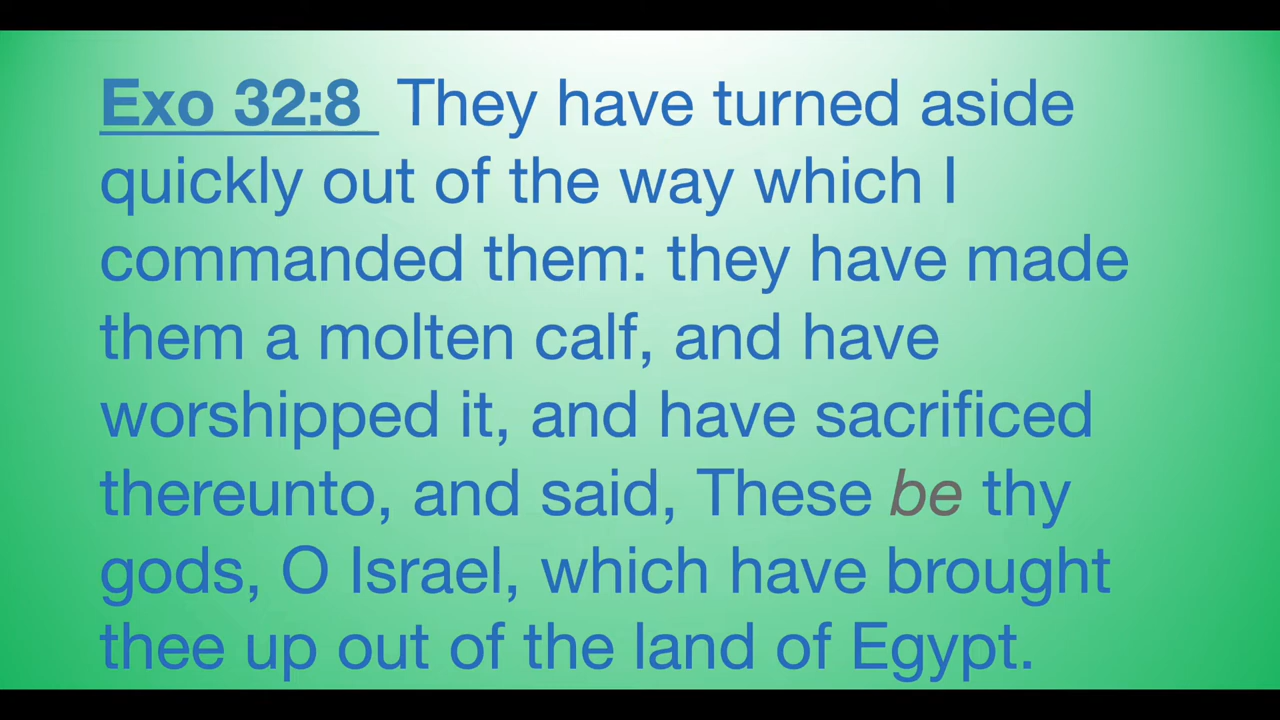 Exo 32:8 They have turned aside
quickly out of the way which I
commanded them: they have made
them a molten calf, and have
worshipped it, and have sacrificed
thereunto, and said, These be thy
gods, O Israel, which have brought
thee up out of the land of Egypt.